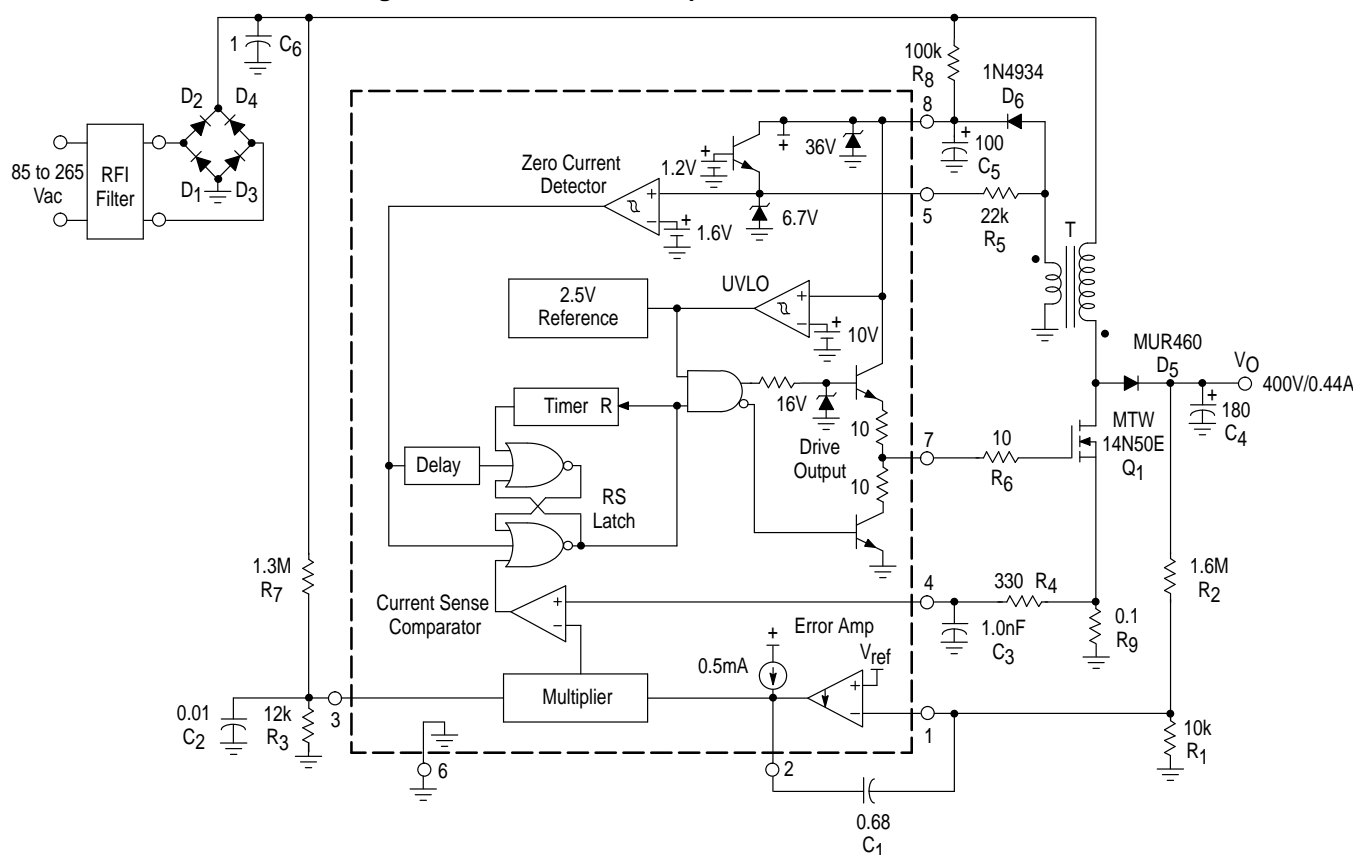 1
C6
100k
R8
1N4934
D6
D2
D4
8
36V
100
C5
85 to 265
Vac
RFI
Filter
D1
D3
Zero Current
Detector
1.2V
+
-
+
1.6V
6.7V
5
22k
R5
T
2.5V
Reference
UVLO
+
-
+
10V
MUR460
D5
VO
400V/0.44A
Timer R
16V
10
Drive
Output
7
10
R6
MTW
14N50E
Q1
+
180
C4
Delay
RS
Latch
10
1.3M
R7
4
330 R4
1.6M
R2
Current Sense
Comparator
+
-
Error Amp
1.0nF
C3
0.1
R9
+
0.5mA
Vref
+
-
Multiplier
3
0.01
C2
12k
R3
1
10k
R1
6
2
0.68
C1